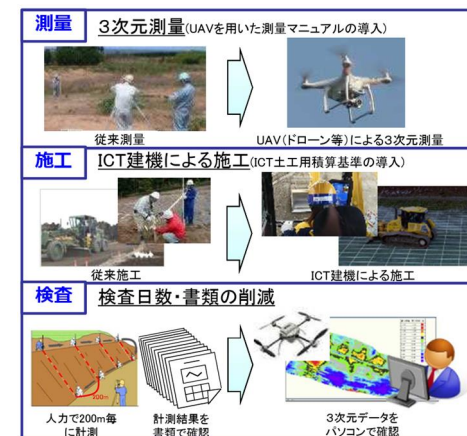 測量
3次元測量(UAVを用いた測量マニュアルの導入)
従来測量
UAV(ドローン等)による3次元測量
施工
ICT建機による施工(ICT土工用積算基準の導入)
従来施工
ICT建機による施工
検査
検査日数・書類の削減
200m
人力で200m毎
に計測
計測結果を
書類で確認
3次元データを
パソコンで確認